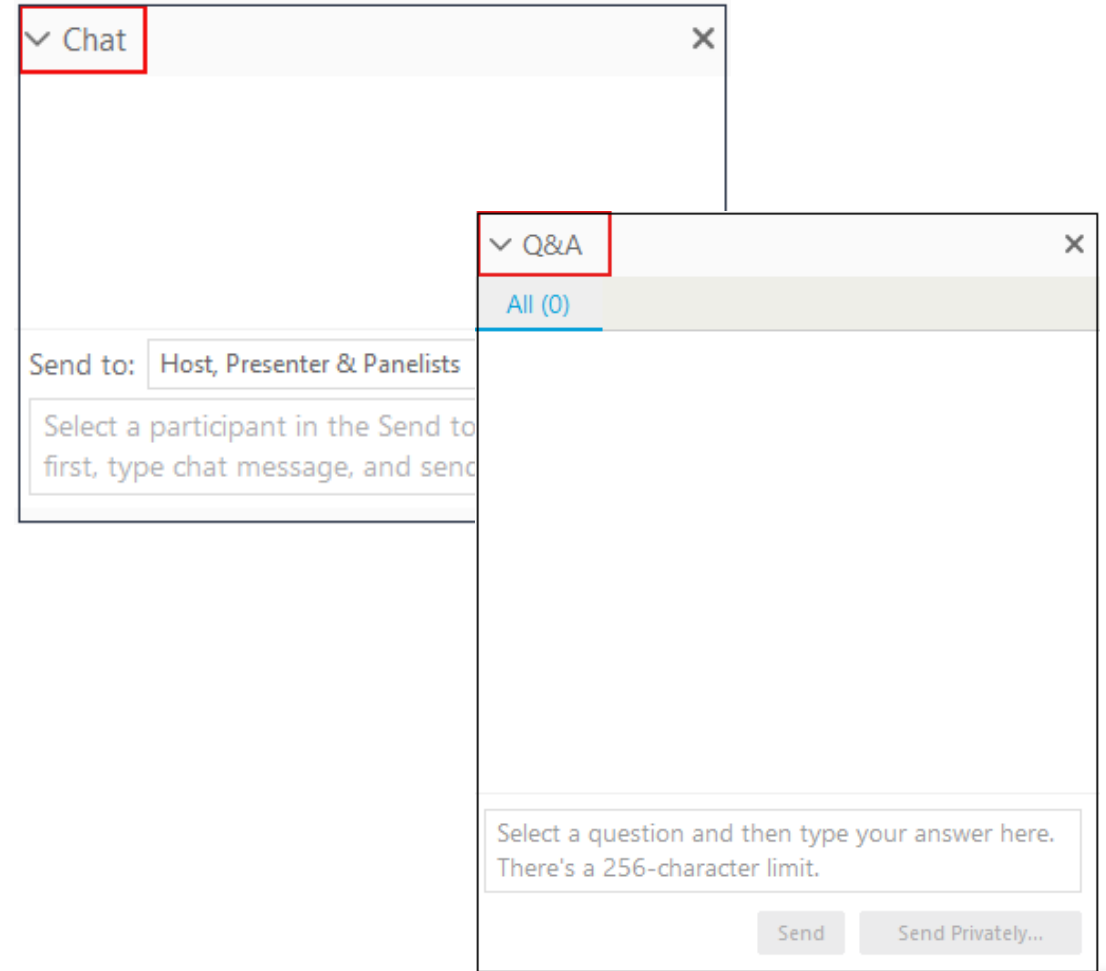 Chat
Send to: Host, Presenter & Panelists
Select a participant in the Send to
first, type chat message, and send
Q&A
All (0)
Select a question and then type your answer here.
There's a 256-character limit.
Send Send Privately...